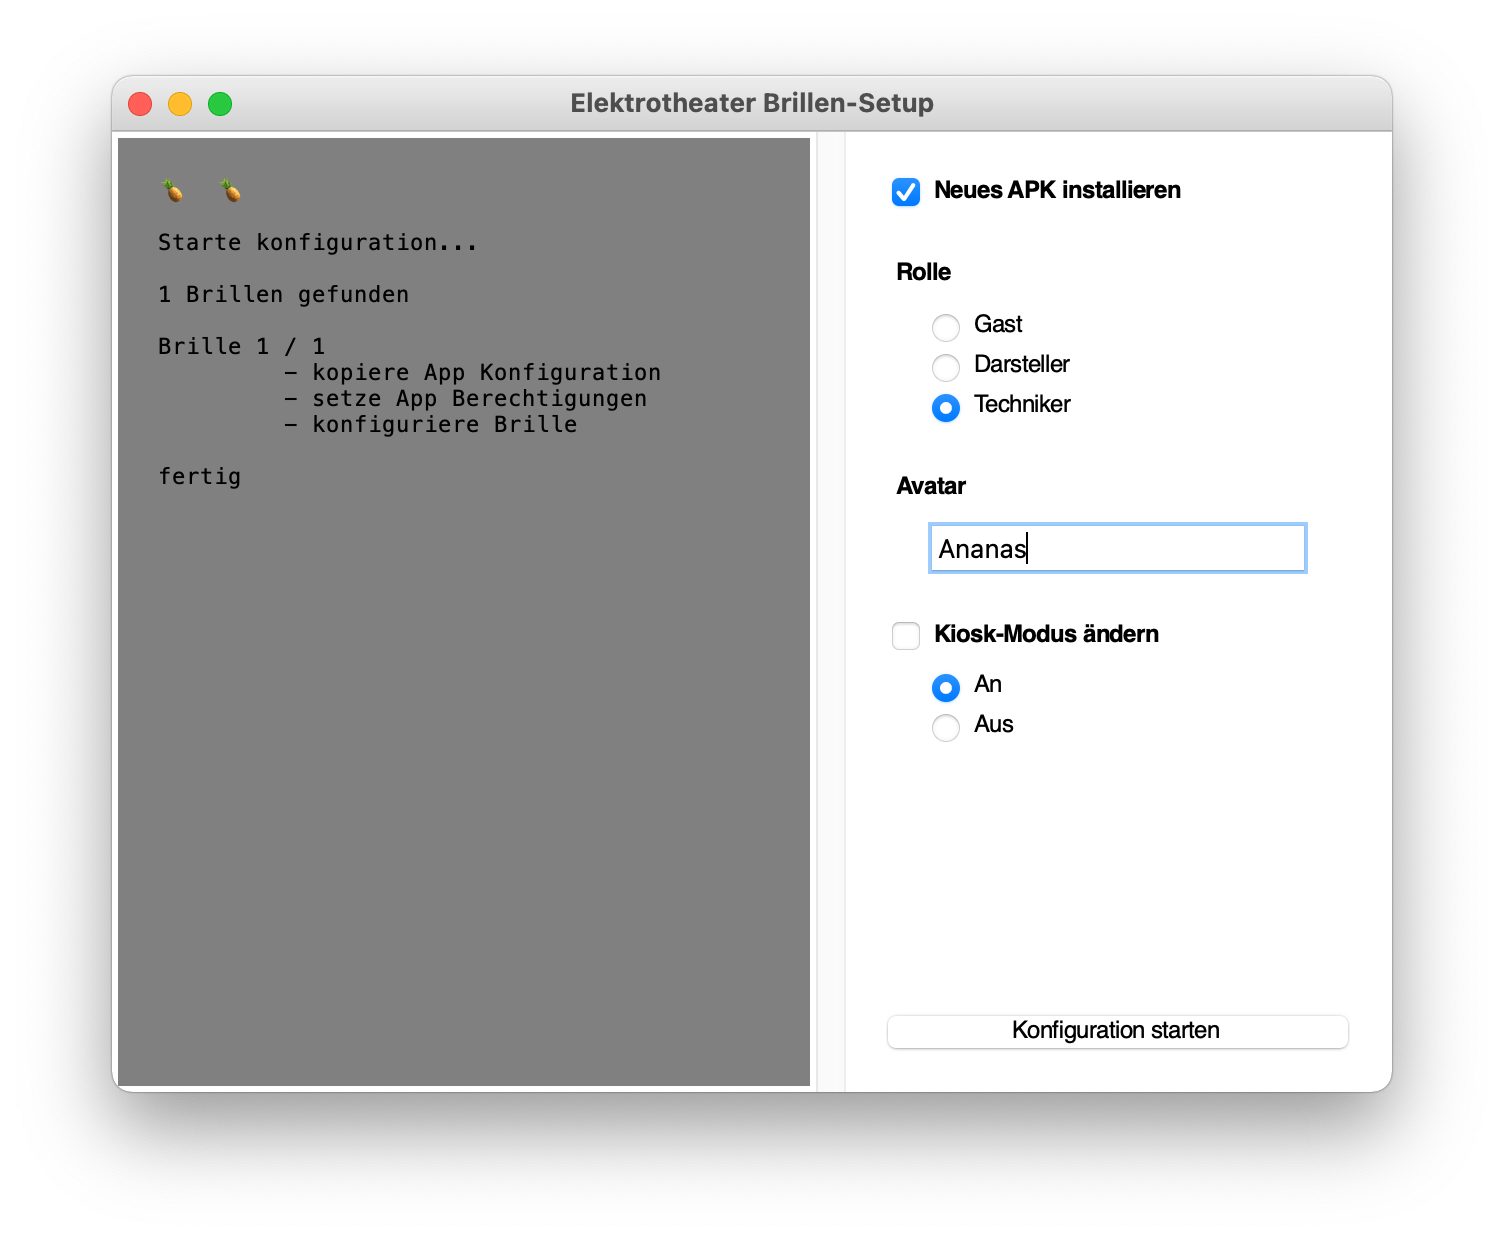 Elektrotheater Brillen-Setup
🍍 🍍
Starte konfiguration...
1 Brillen gefunden
Brille 1 / 1
– kopiere App Konfiguration
– setze App Berechtigungen
– konfiguriere Brille
fertig
Neues APK installieren
Rolle
Gast
Darsteller
Techniker
Avatar
Ananas
Kiosk-Modus ändern
An
Aus
Konfiguration starten